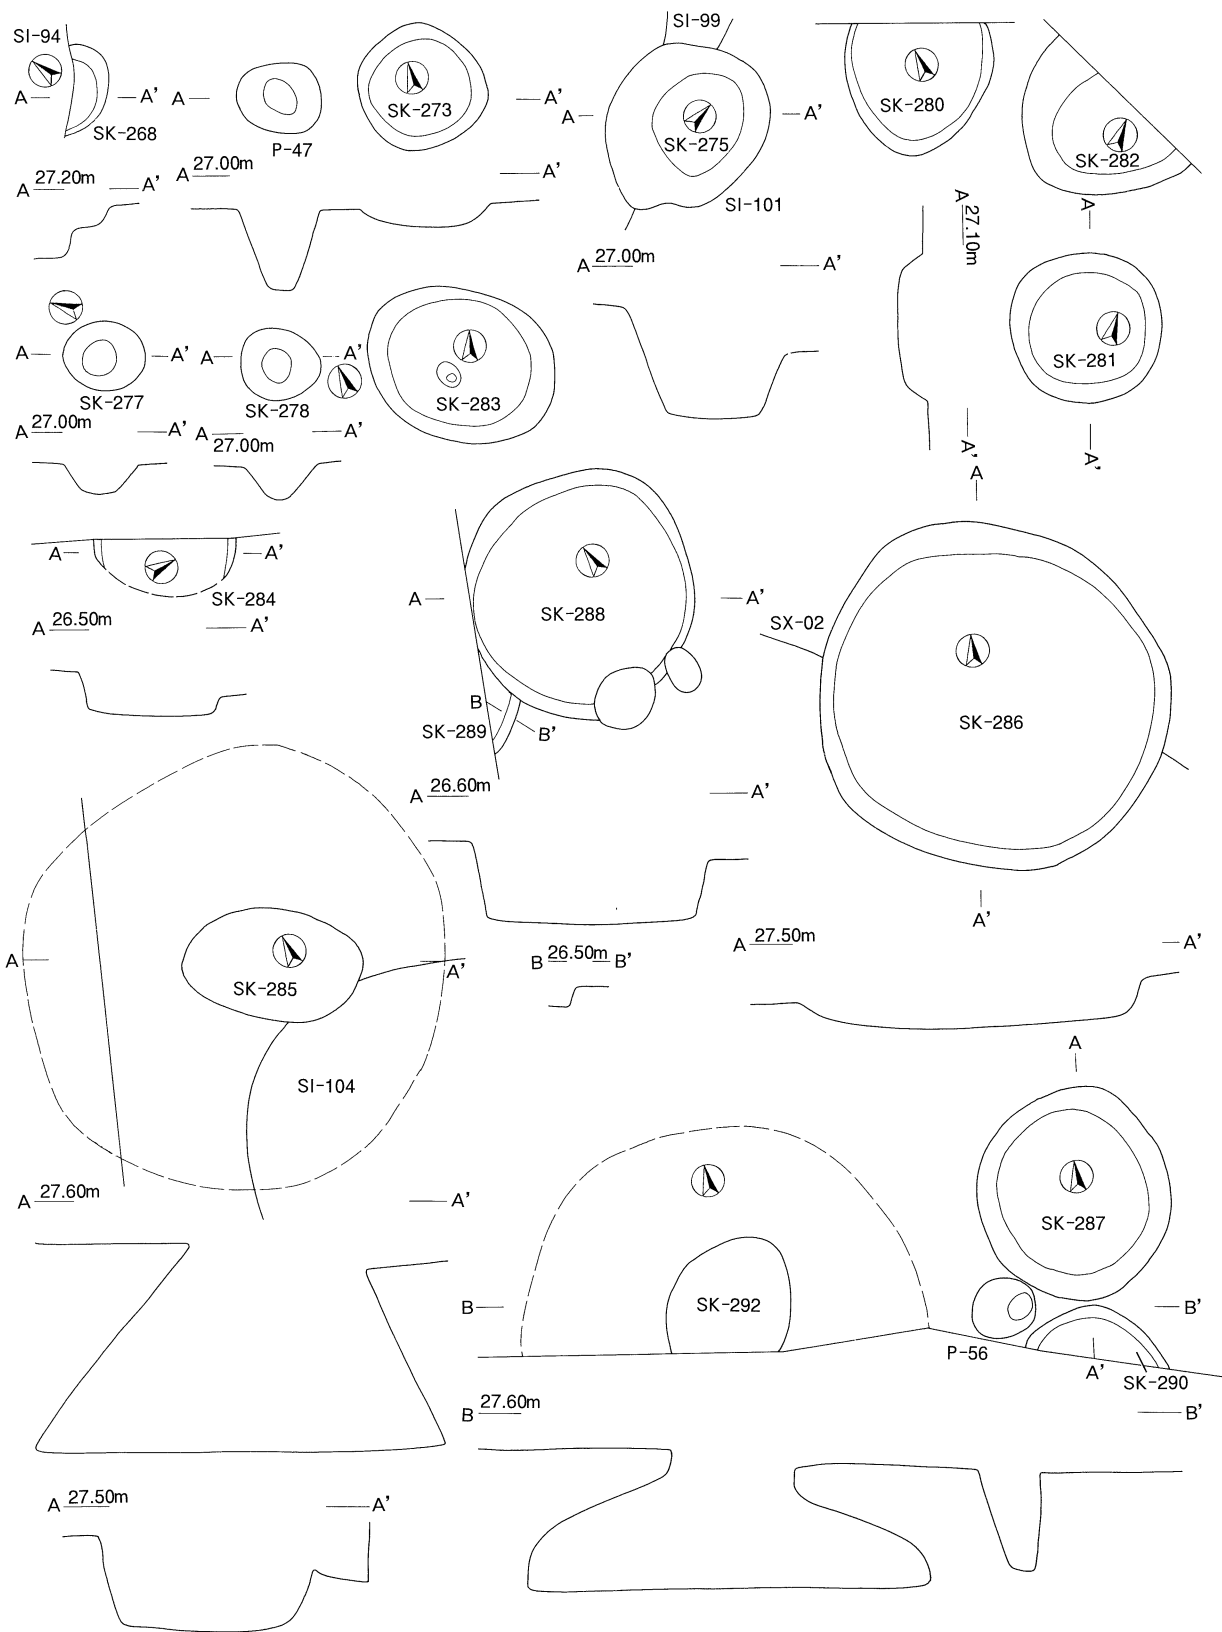 SI-94
A A'
SK-268
A 27.20m A'
A A'
P-47
SK-273
A 27.00m A'
SI-99
A A'
SK-275
SI-101
A 27.00m A'
SK-280
SK-282
A 27.10m A'
A
SK-281
A'
A A'
SK-277
A 27.00m A'
A A'
SK-278
A 27.00m A'
SK-283
A A'
SK-284
A 26.50m A'
A A'
SK-288
B B'
SK-289
A 26.60m A'
B 26.50m B'
A
SX-02
SK-286
A'
A 27.50m A'
A A'
SK-285
SI-104
A 27.60m A'
A
SK-287
B B'
SK-292
P-56
A'
SK-290
B 27.60m B'
A 27.50m A'